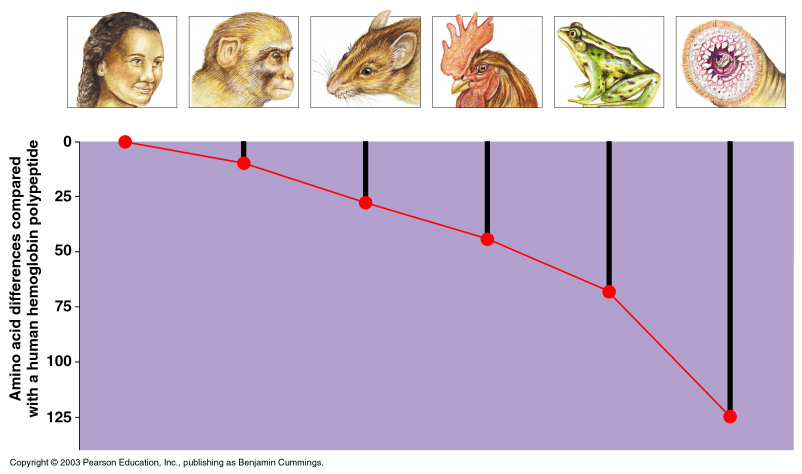 Amino acid differences compared
with a human hemoglobin polypeptide
0
25
50
75
100
125
Copyright © 2003 Pearson Education, Inc., publishing as Benjamin Cummings.